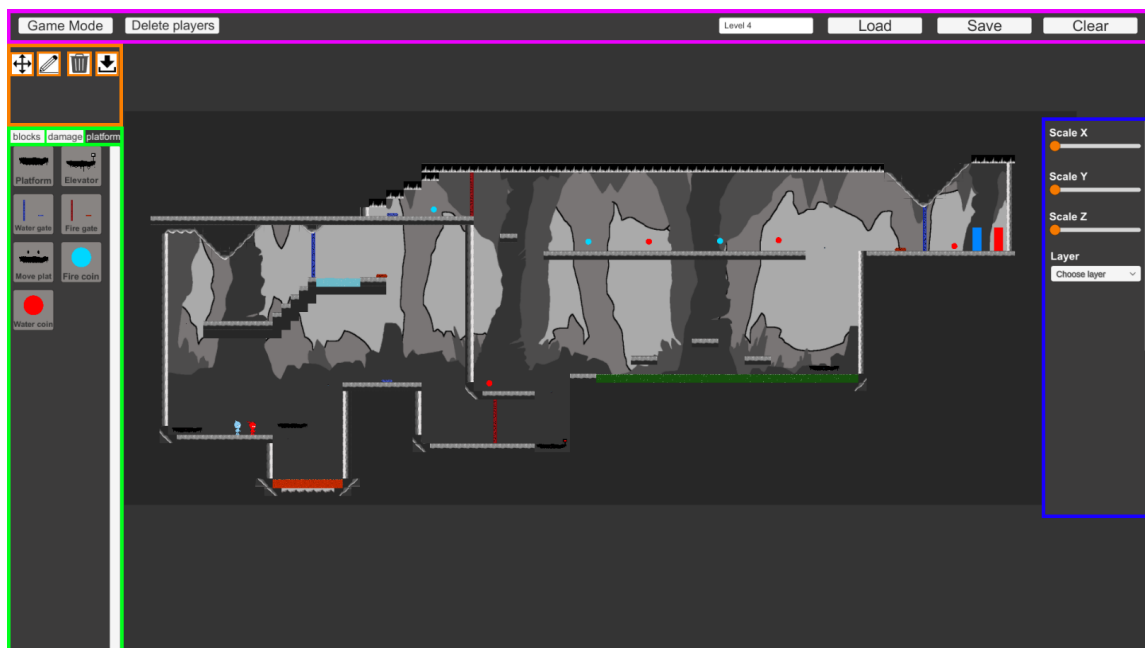 Game Mode
Delete players
Level 4
Load
Save
Clear
blocks
damage
platform
Platform
Elevator
Water gate
Fire gate
Move plat
Fire coin
Water coin
Scale X
Scale Y
Scale Z
Layer
Choose layer